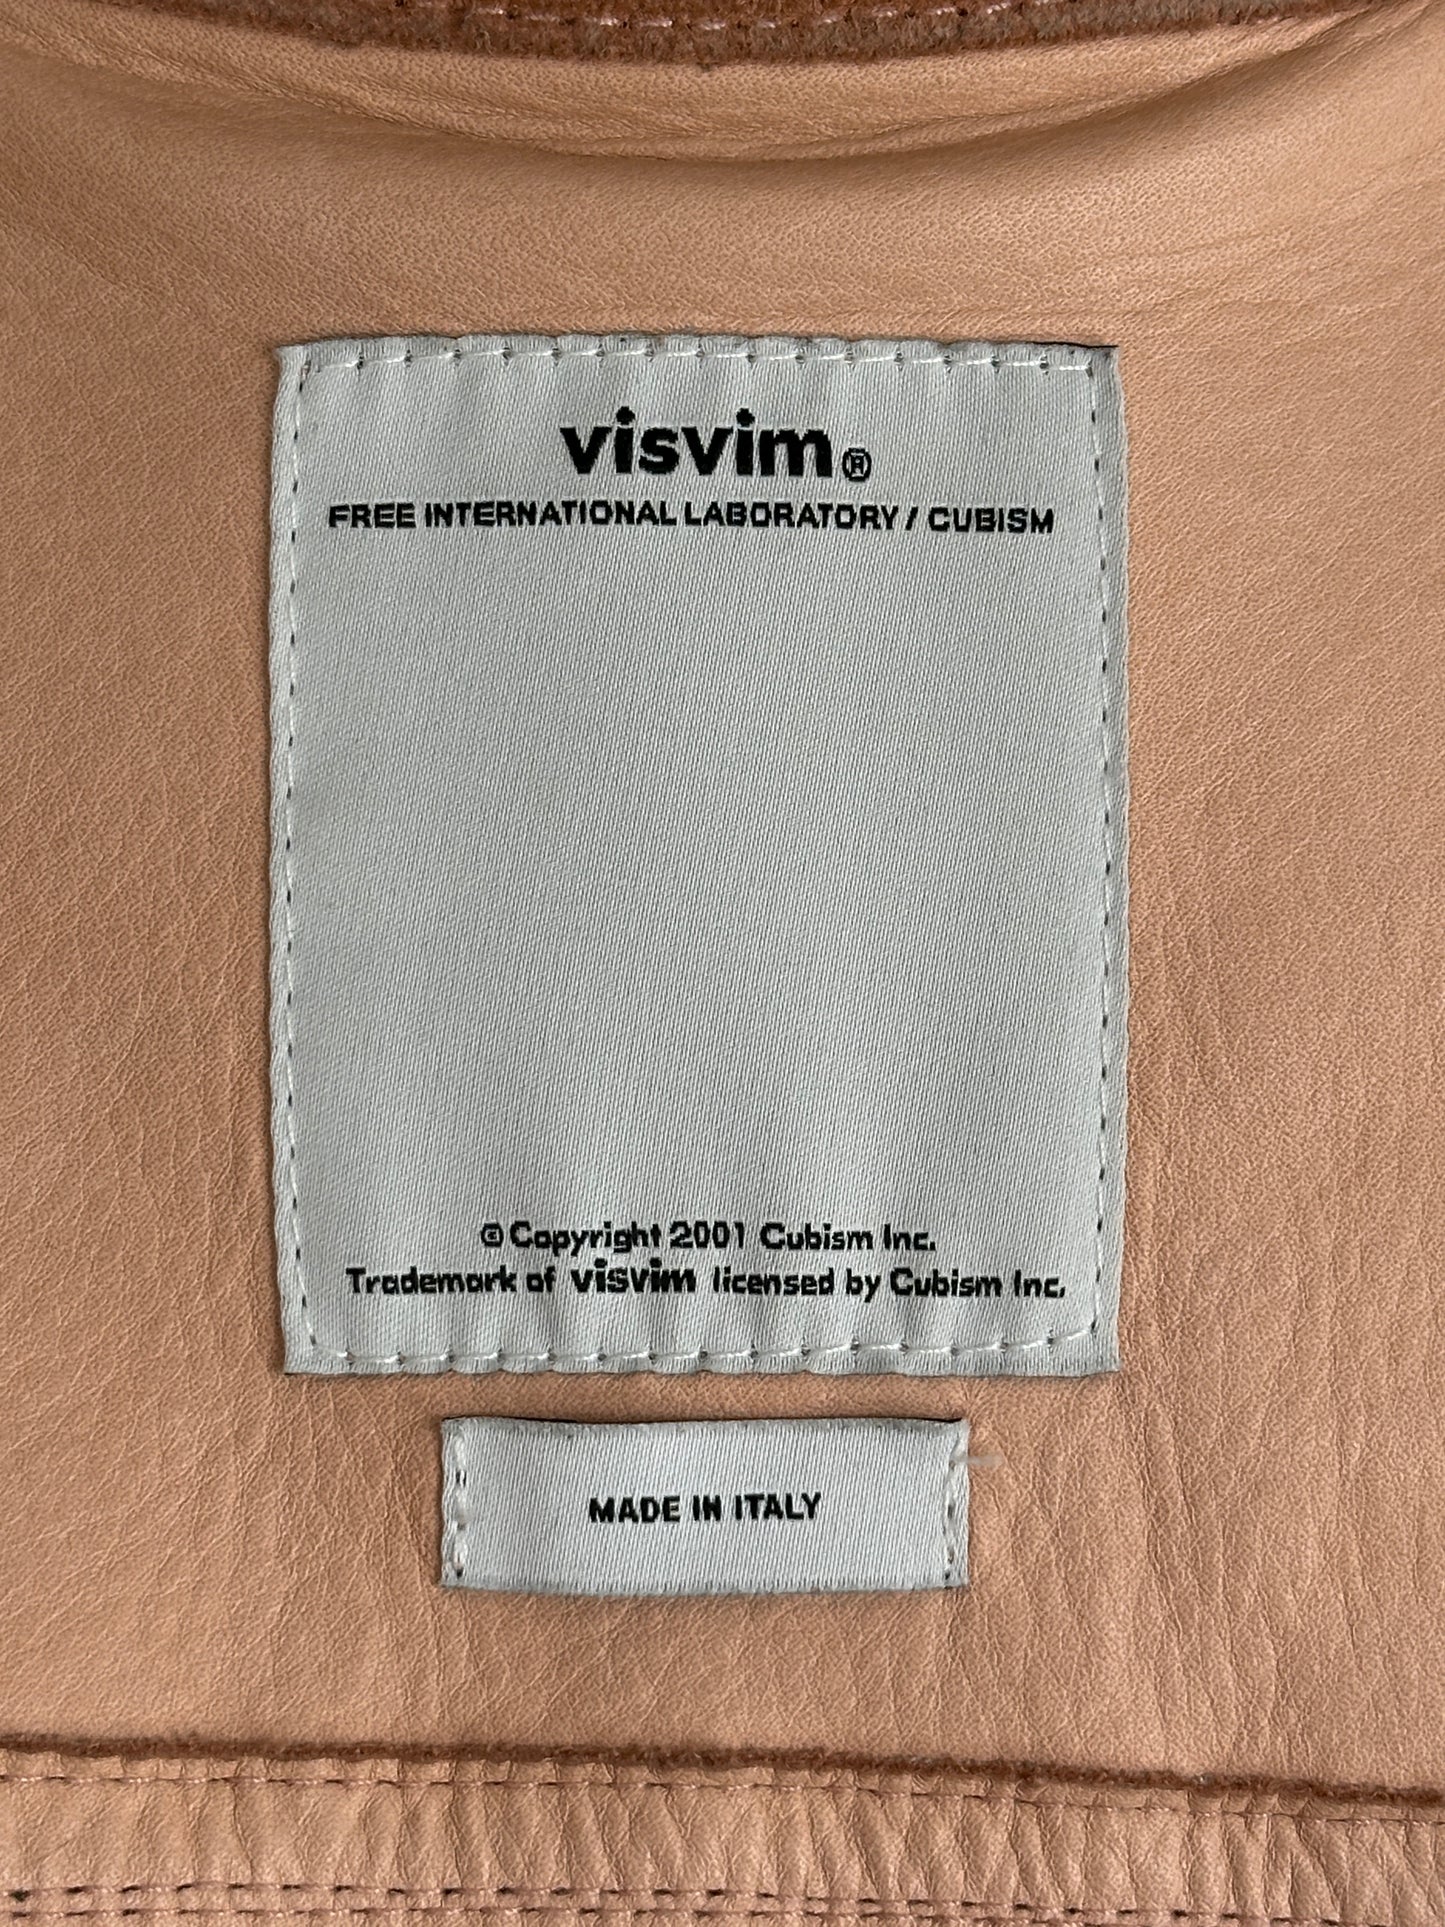 visvim®
FREE INTERNATIONAL LABORATORY / CUBISM
© Copyright 2001 Cubism Inc.
Trademark of visvim licensed by Cubism Inc.
MADE IN ITALY